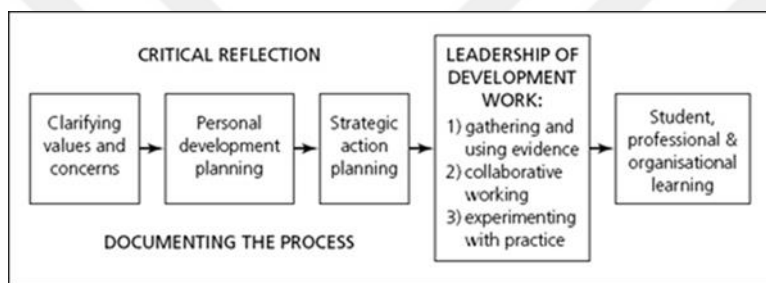 CRITICAL REFLECTION
Clarifying
values and
concerns
Personal
development
planning
Strategic
action
planning
LEADERSHIP OF
DEVELOPMENT
WORK:
1) gathering and
using evidence
2) collaborative
working
3) experimenting
with practice
Student,
professional &
organisational
learning
DOCUMENTING THE PROCESS